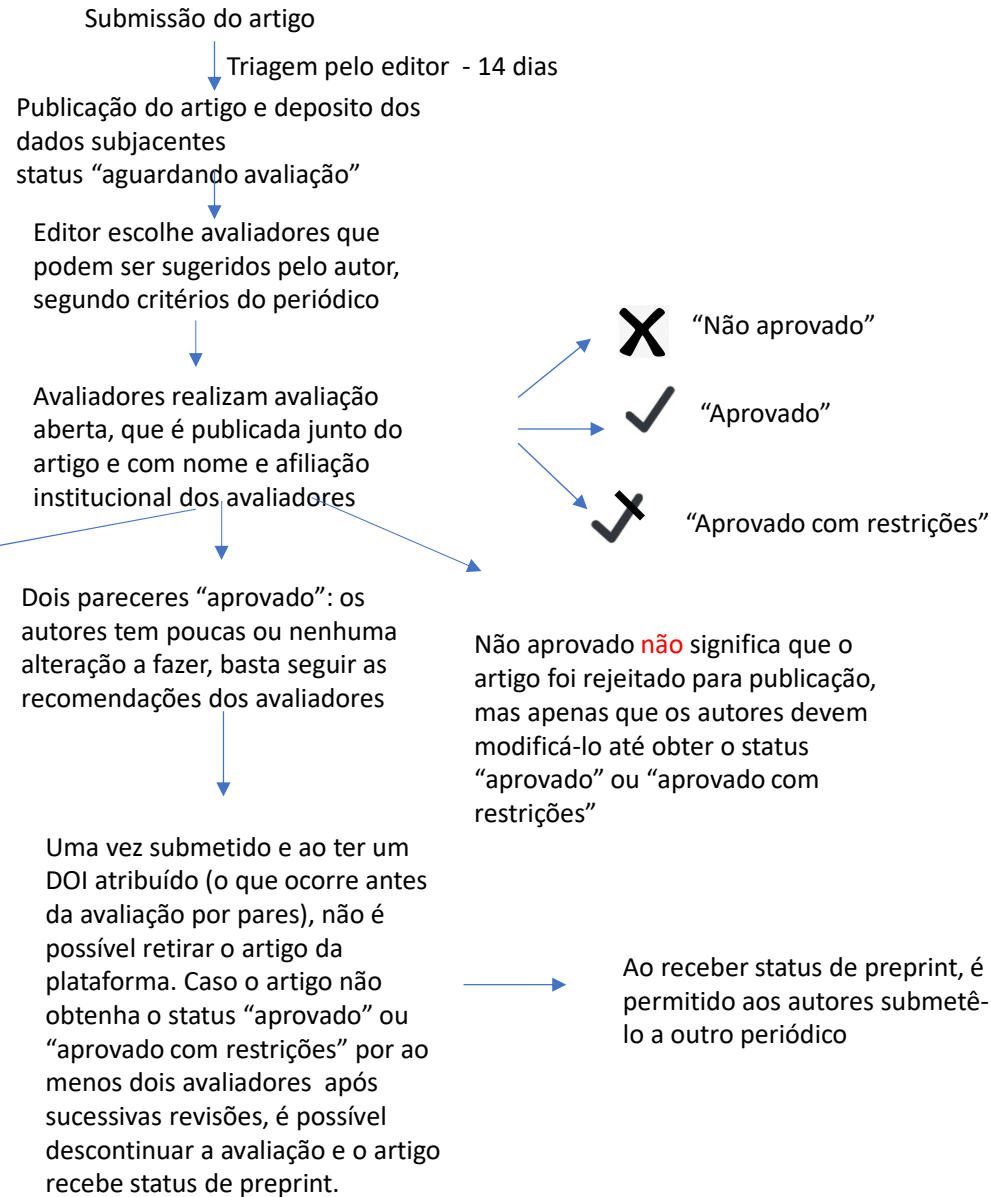 Submissão do artigo
Triagem pelo editor - 14 dias
Publicação do artigo e deposito dos
dados subjacentes
status “aguardando avaliação”
Editor escolhe avaliadores que
podem ser sugeridos pelo autor,
segundo critérios do periódico
Avaliadores realizam avaliação
aberta, que é publicada junto do
artigo e com nome e afiliação
institucional dos avaliadores
“Não aprovado”
“Aprovado”
“Aprovado com restrições”
Dois pareceres “aprovado”: os
autores tem poucas ou nenhuma
alteração a fazer, basta seguir as
recomendações dos avaliadores
Não aprovado não significa que o
artigo foi rejeitado para publicação,
mas apenas que os autores devem
modificá-lo até obter o status
“aprovado” ou “aprovado com
restrições”
Uma vez submetido e ao ter um
DOI atribuído (o que ocorre antes
da avaliação por pares), não é
possível retirar o artigo da
plataforma. Caso o artigo não
obtenha o status “aprovado” ou
“aprovado com restrições” por ao
menos dois avaliadores após
sucessivas revisões, é possível
descontinuar a avaliação e o artigo
recebe status de preprint.
Ao receber status de preprint, é
permitido aos autores submetê-
lo a outro periódico